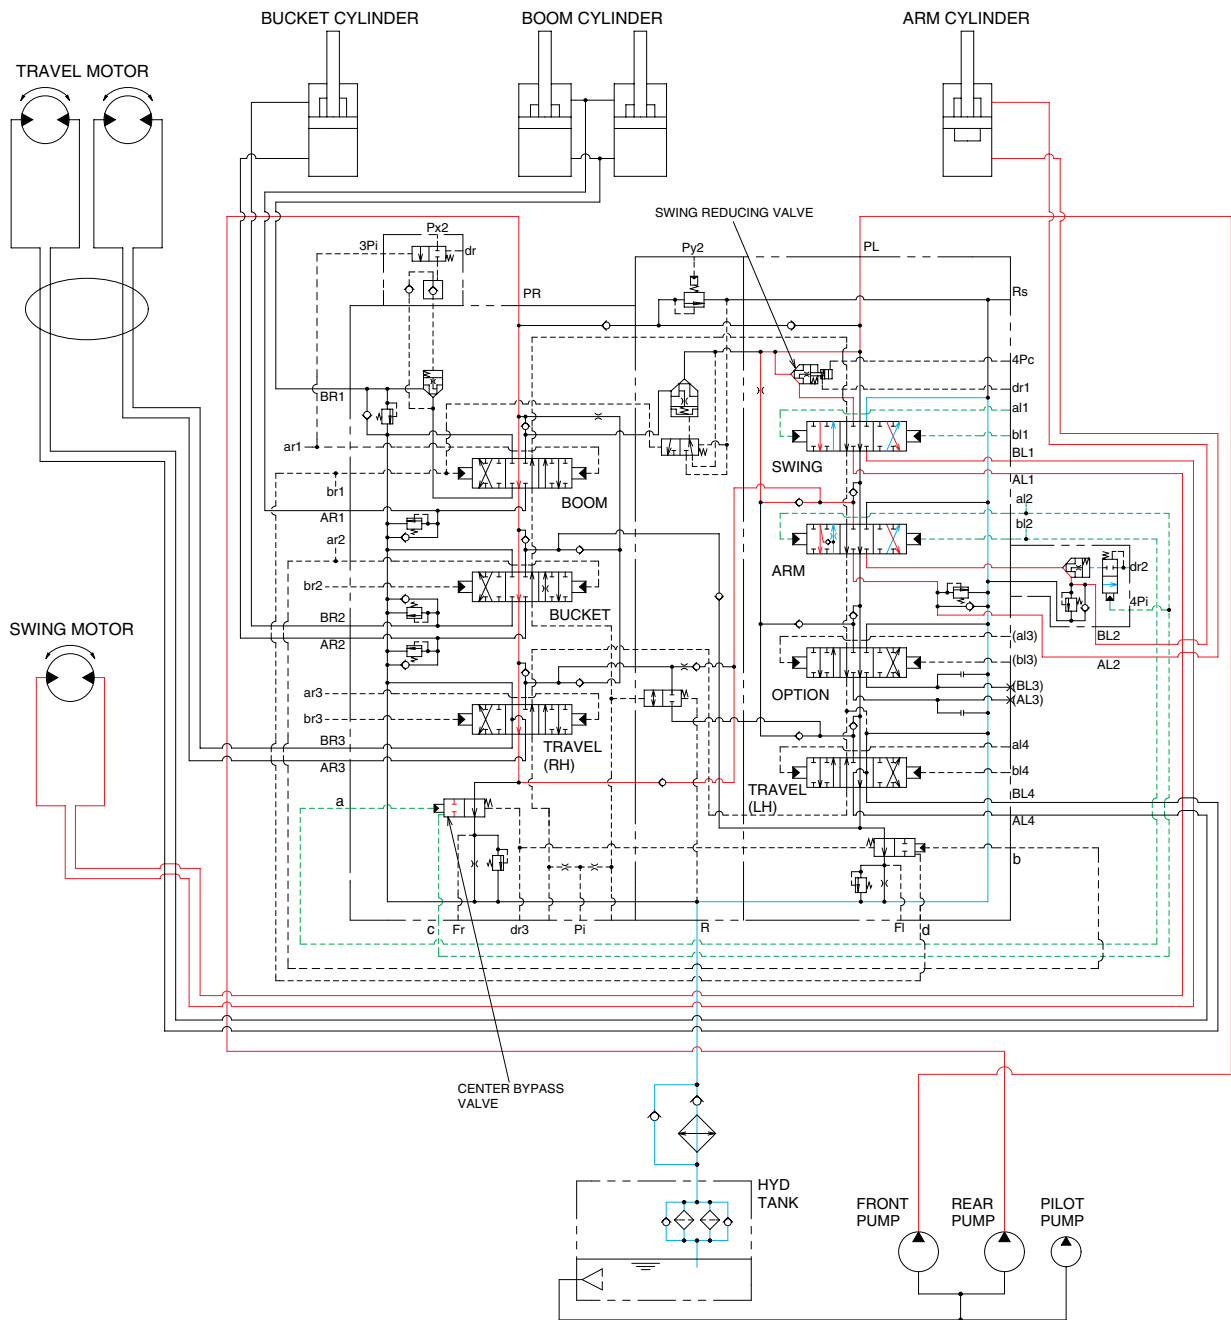 BUCKET CYLINDER
BOOM CYLINDER
ARM CYLINDER
TRAVEL MOTOR
SWING REDUCING VALVE
Px2
3Pi
dr
Py2
PL
PR
Rs
4Pc
dr1
al1
bl1
BL1
AL1
al2
bl2
BR1
ar1
br1
AR1
ar2
br2
BR2
AR2
ar3
br3
BR3
AR3
SWING
BOOM
ARM
BUCKET
dr2
4Pi
BL2
AL2
(al3)
(bl3)
(BL3)
(AL3)
OPTION
SWING MOTOR
TRAVEL
(RH)
TRAVEL
(LH)
al4
bl4
BL4
AL4
a
b
c
Fr
dr3
Pi
R
Fl
d
CENTER BYPASS
VALVE
HYD
TANK
FRONT
PUMP
REAR
PUMP
PILOT
PUMP